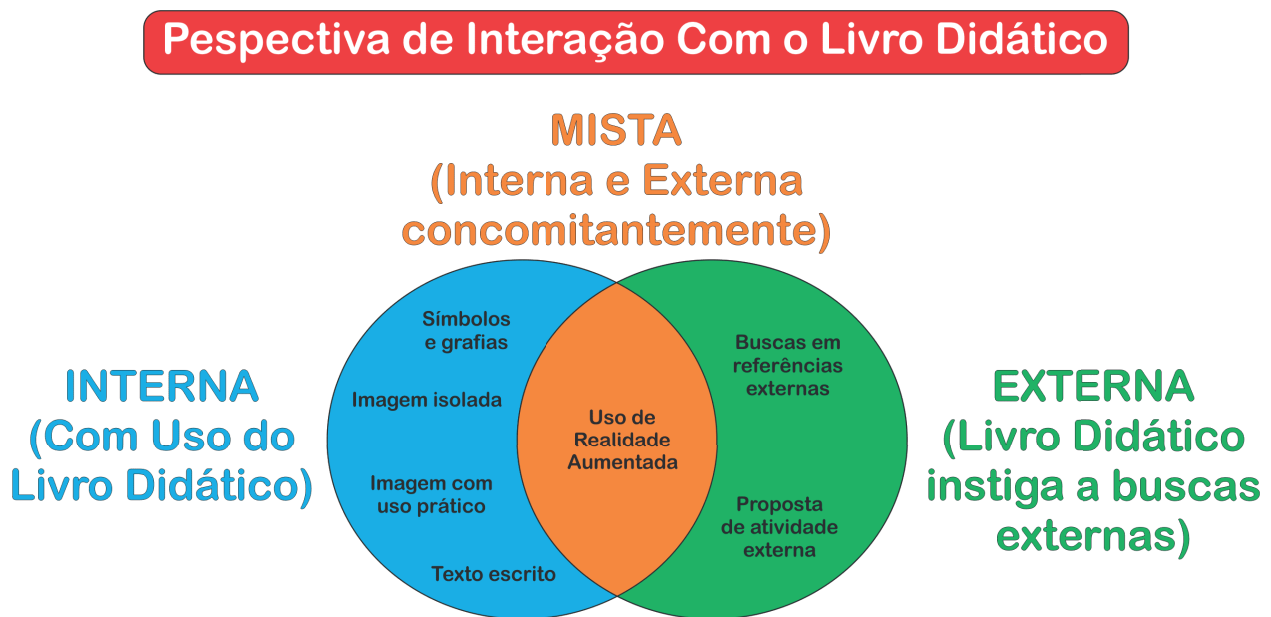 Pespectiva de Interação Com o Livro Didático
MISTA
(Interna e Externa
concomitantemente)
INTERNA
(Com Uso do
Livro Didático)
Símbolos
e grafias
Imagem isolada
Imagem com
uso prático
Texto escrito
Uso de
Realidade
Aumentada
Buscas em
referências
externas
Proposta
de atividade
externa
EXTERNA
(Livro Didático
instiga a buscas
externas)